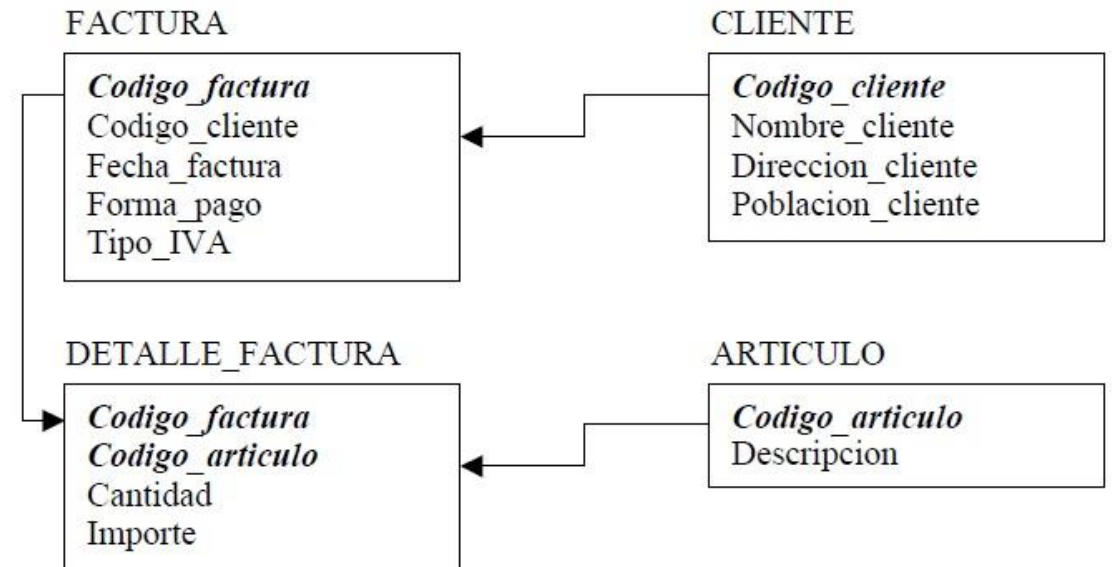 FACTURA
Codigo_factura
Codigo_cliente
Fecha_factura
Forma_pago
Tipo_IVA
CLIENTE
Codigo_cliente
Nombre_cliente
Direccion_cliente
Poblacion_cliente
DETALLE_FACTURA
Codigo_factura
Codigo_articulo
Cantidad
Importe
ARTICULO
Codigo_articulo
Descripcion